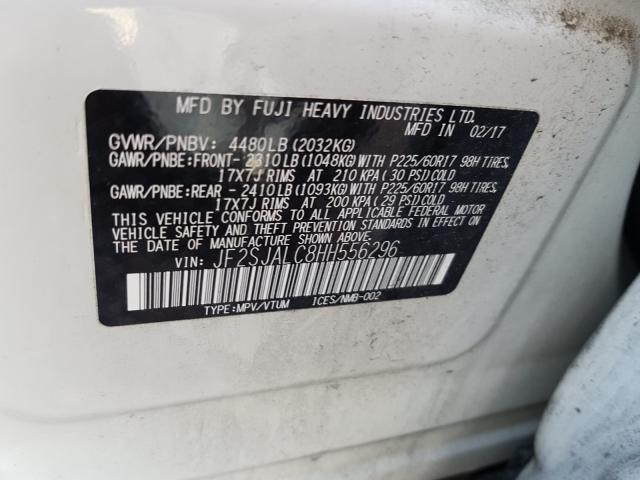 MFD BY FUJI HEAVY INDUSTRIES LTD.
MFD IN 02/17
GVWR/PNBV: 4480LB (2032KG)
GAWR/PNBE:FRONT- 2310LB (1048KG) WITH P225/60R17 98H TIRES,
17X7J RIMS AT 210 KPA ( 30 PSI) COLD
GAWR/PNBE:REAR - 2410LB (1093KG) WITH P225/60R17 98H TIRES,
17X7J RIMS AT 200 KPA (29 PSI) COLD
THIS VEHICLE CONFORMS TO ALL APPLICABLE FEDERAL MOTOR
VEHICLE SAFETY AND THEFT PREVENTION STANDARDS IN EFFECT ON
THE DATE OF MANUFACTURE SHOWN ABOVE.
VIN: JF2SJALC8HH556296
TYPE:MPV/VTUM ICES/NMB-002